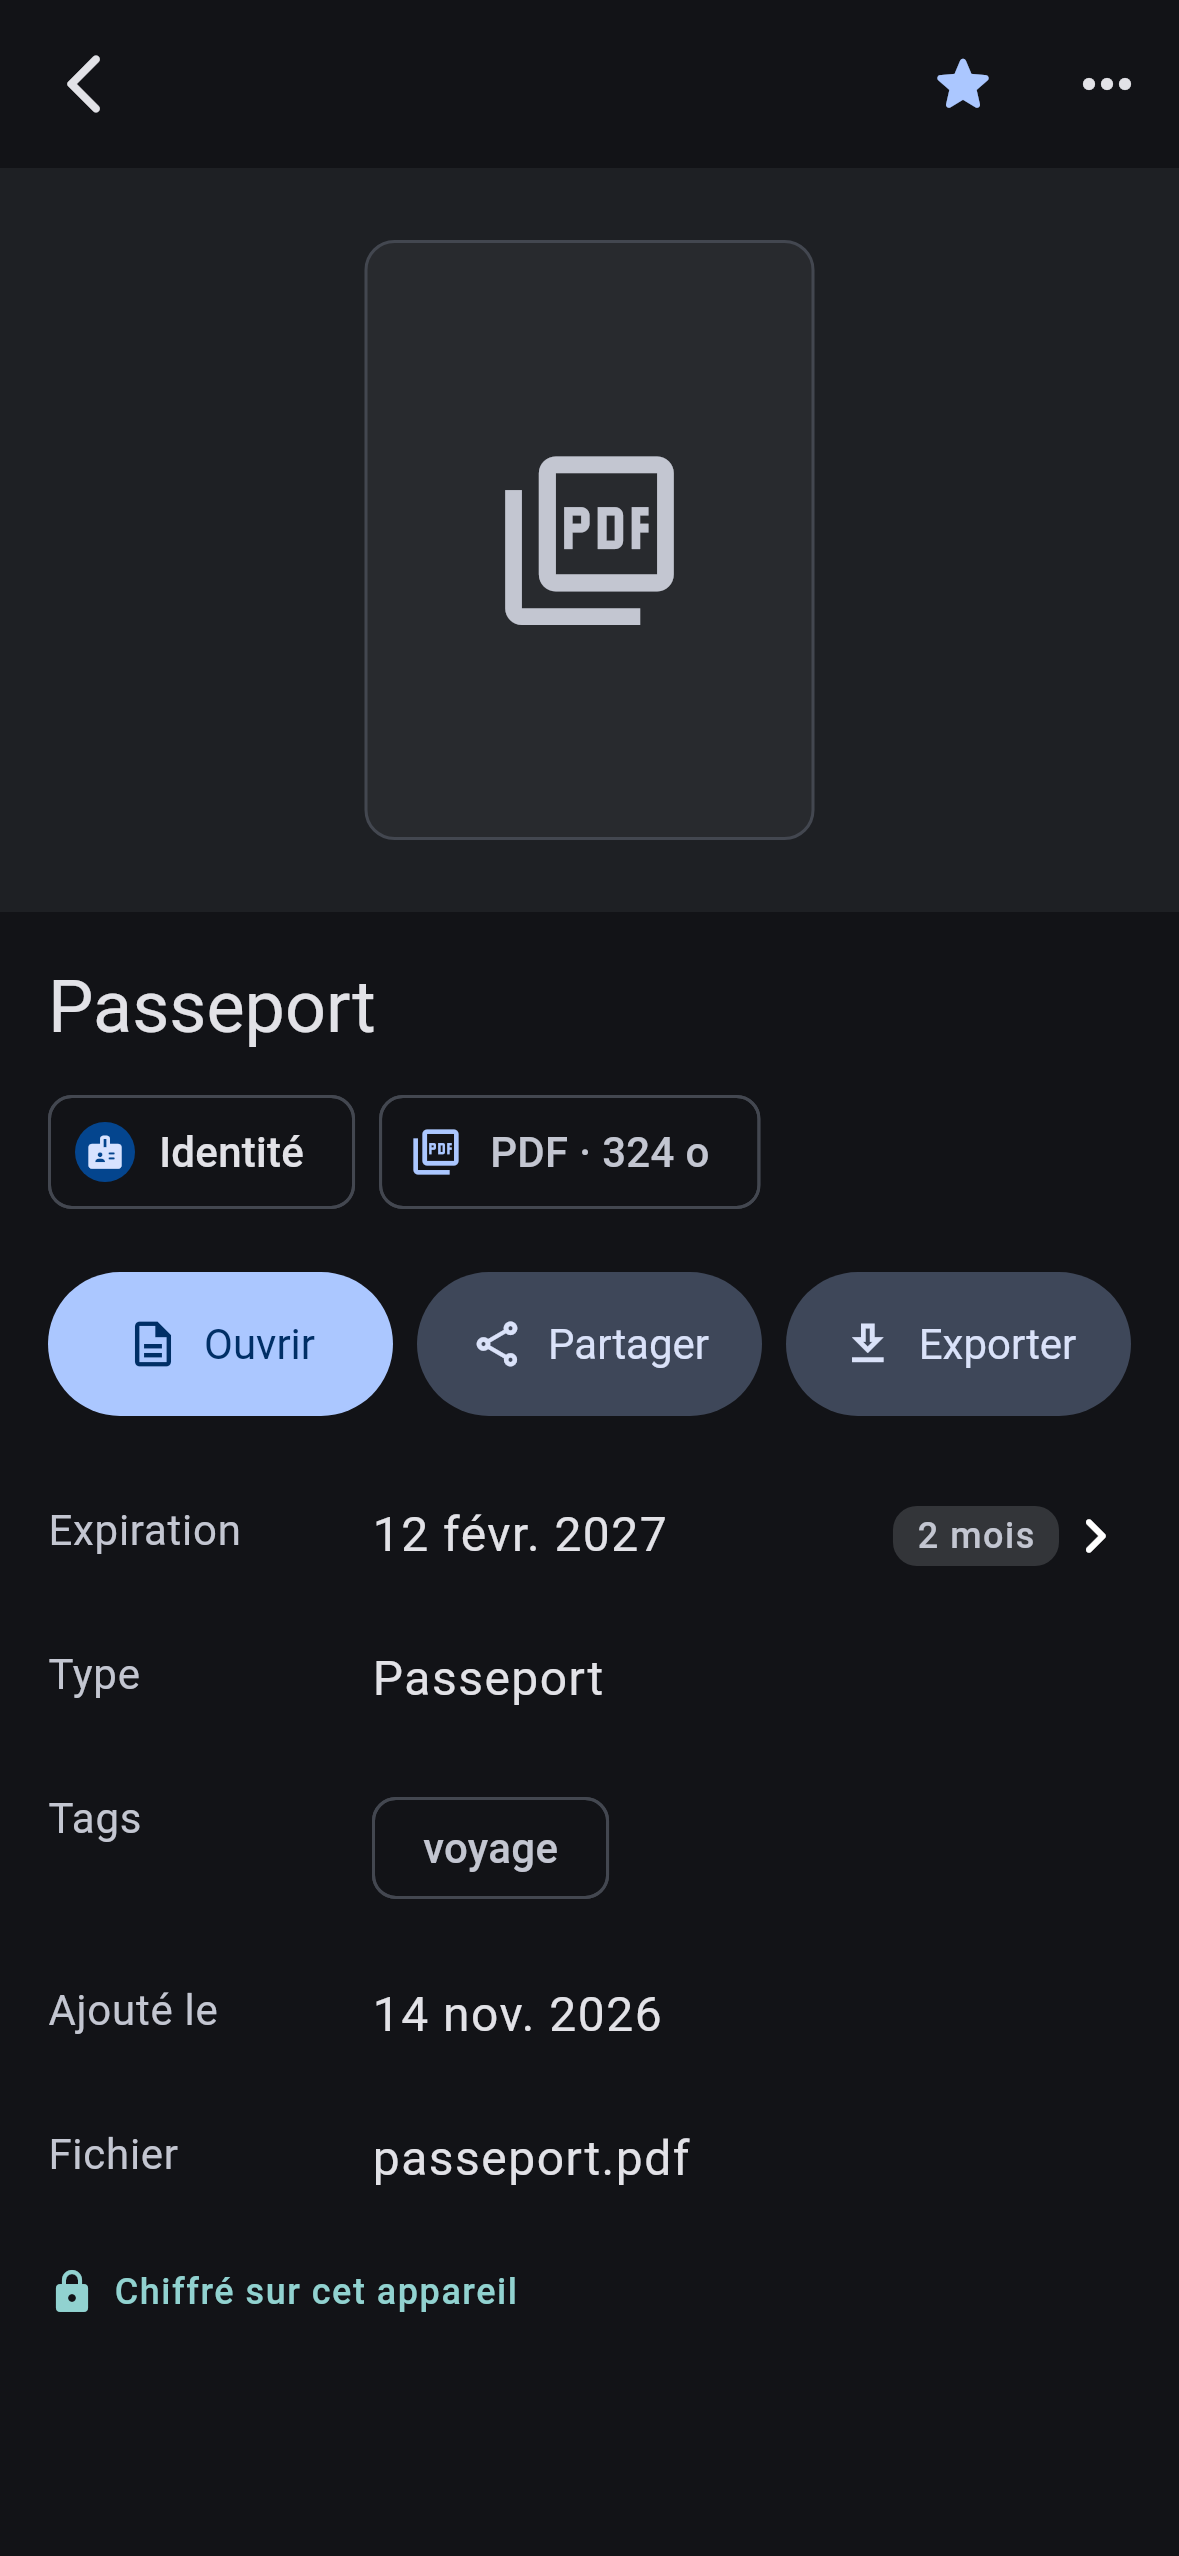 PDF
Passeport
Identité
PDF PDF · 324 o
Ouvrir
Partager
Exporter
Expiration
12 févr. 2027
2 mois
Type
Passeport
Tags
voyage
Ajouté le
14 nov. 2026
Fichier
passeport.pdf
Chiffré sur cet appareil